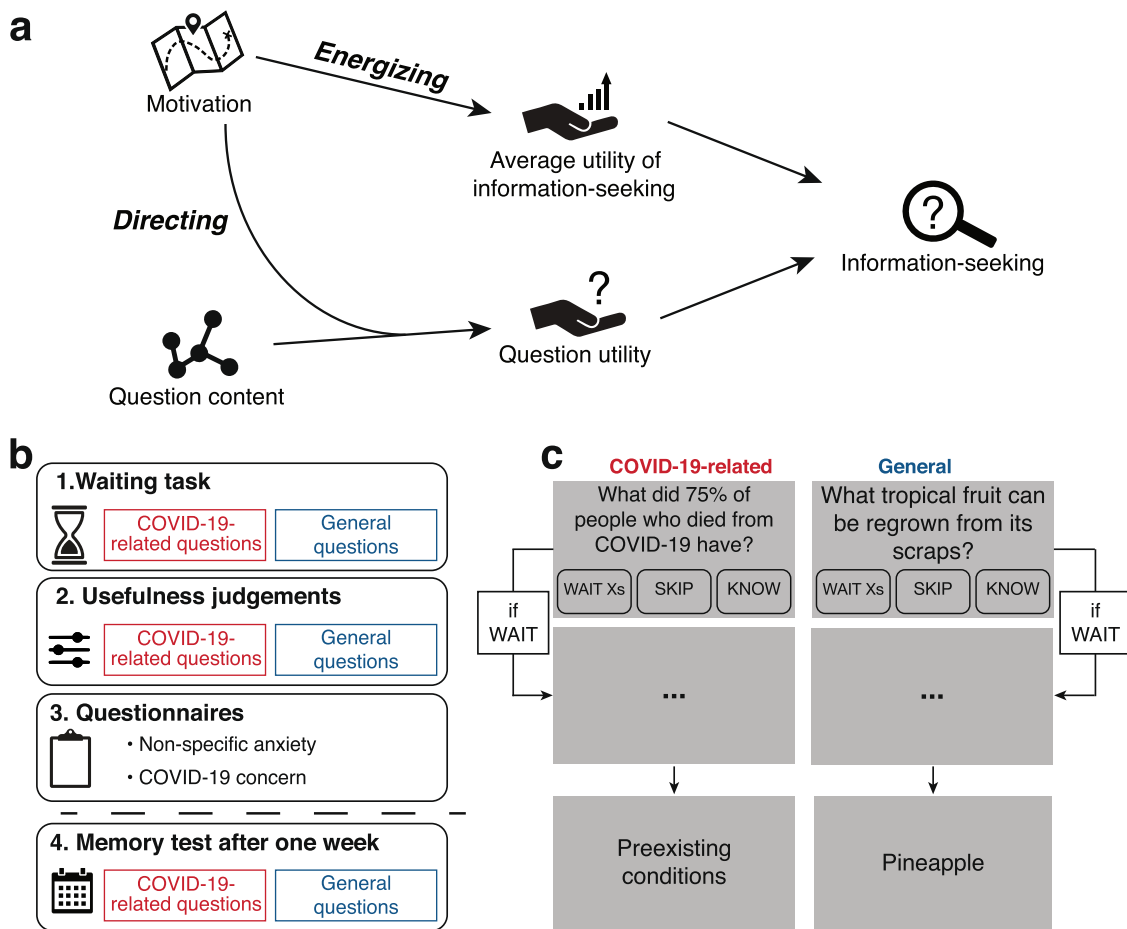 a
Motivation
Energizing
Average utility of
information-seeking
Directing
?
Information-seeking
?
Question utility
Question content
b
1.Waiting task
COVID-19-
related questions
General
questions
2. Usefulness judgements
COVID-19-
related questions
General
questions
3. Questionnaires
• Non-specific anxiety
• COVID-19 concern
4. Memory test after one week
COVID-19-
related questions
General
questions
c
COVID-19-related
What did 75% of
people who died from
COVID-19 have?
WAIT Xs
SKIP
KNOW
if
WAIT
...
Preexisting
conditions
General
What tropical fruit can
be regrown from its
scraps?
WAIT Xs
SKIP
KNOW
if
WAIT
...
Pineapple